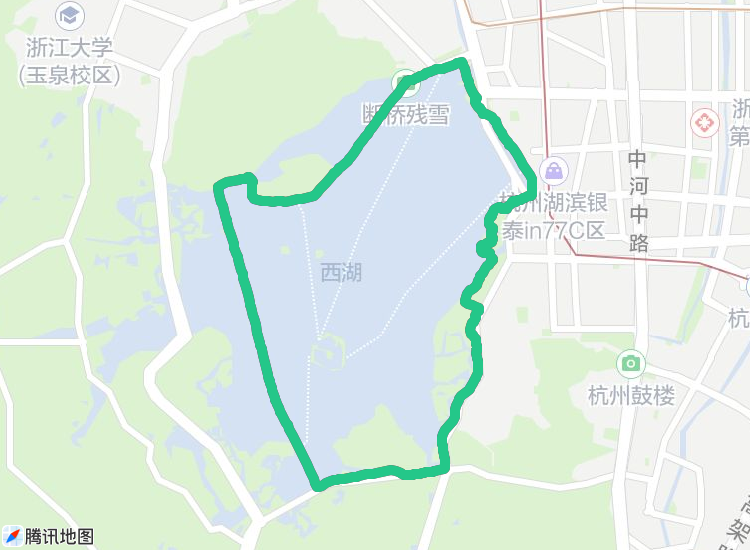 浙江大学
(玉泉校区)
断桥残雪
浙
第
中河中路
杭州湖滨银
泰in77C区
西湖
杭
杭州鼓楼
高架路
腾讯地图